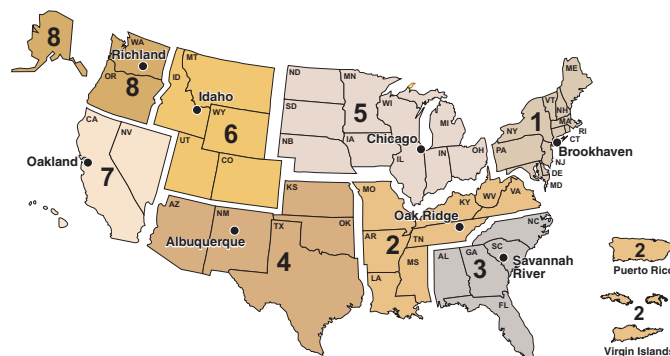 8
WA
Richland
OR
8
MT
ID
Idaho
WY
6
UT
CO
ND
MN
SD
5
WI
MI
NB
IA
Chicago
IL
IN
OH
ME
VT
NH
NY
1
MA
RI
CT
PA
Brookhaven
NJ
DE
MD
CA
NV
Oakland
7
AZ
NM
Albuquerque
KS
OK
TX
4
MO
KY
WV
VA
Oak Ridge
AR
2
TN
MS
LA
NC
SC
GA
AL
3
Savannah
River
FL
2
Puerto Rico
2
Virgin Islands